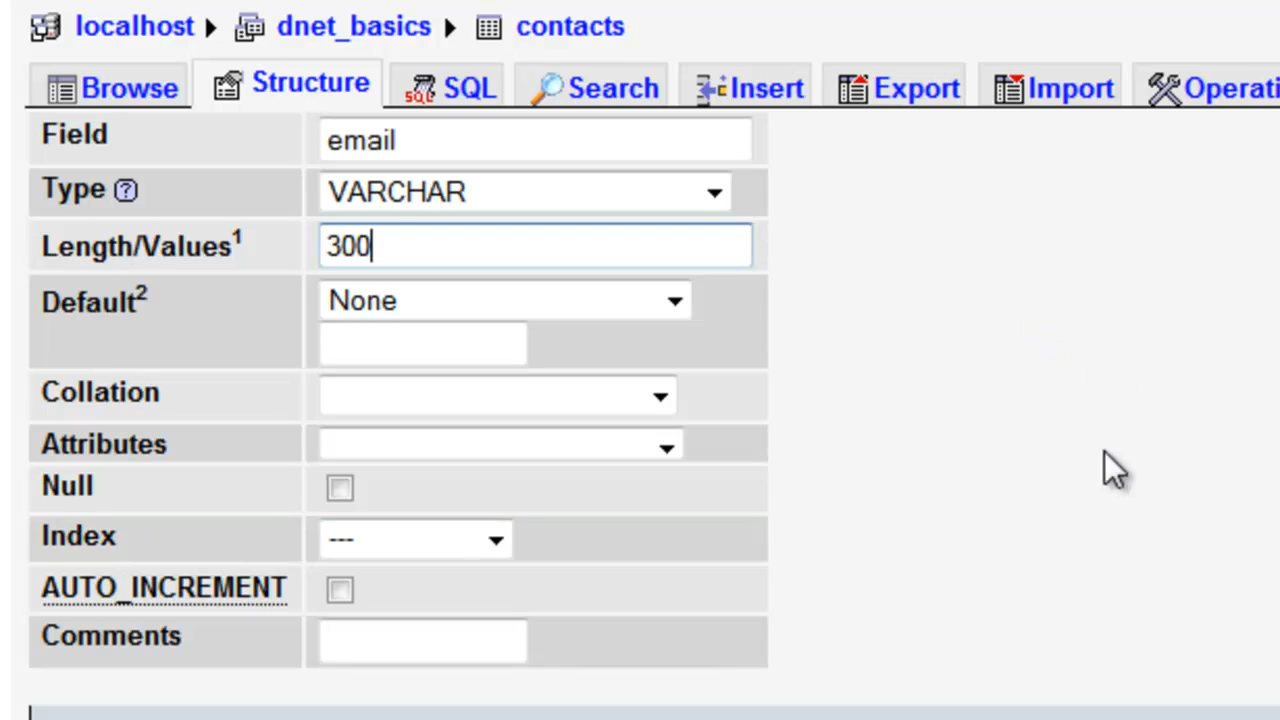 localhost ▶ dnet_basics ▶ contacts
Browse Structure SQL Search Insert Export Import Operati
Field email
Type ? VARCHAR
Length/Values1 300
Default2 None
Collation
Attributes
Null
Index ---
AUTO_INCREMENT
Comments